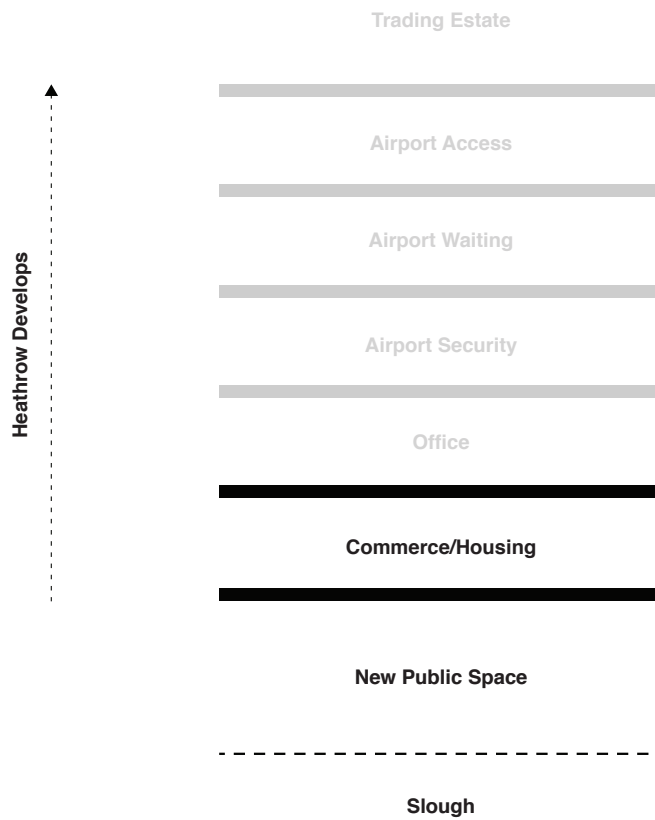 Trading Estate
Airport Access
Airport Waiting
Heathrow Develops
Airport Security
Office
Commerce/Housing
New Public Space
Slough